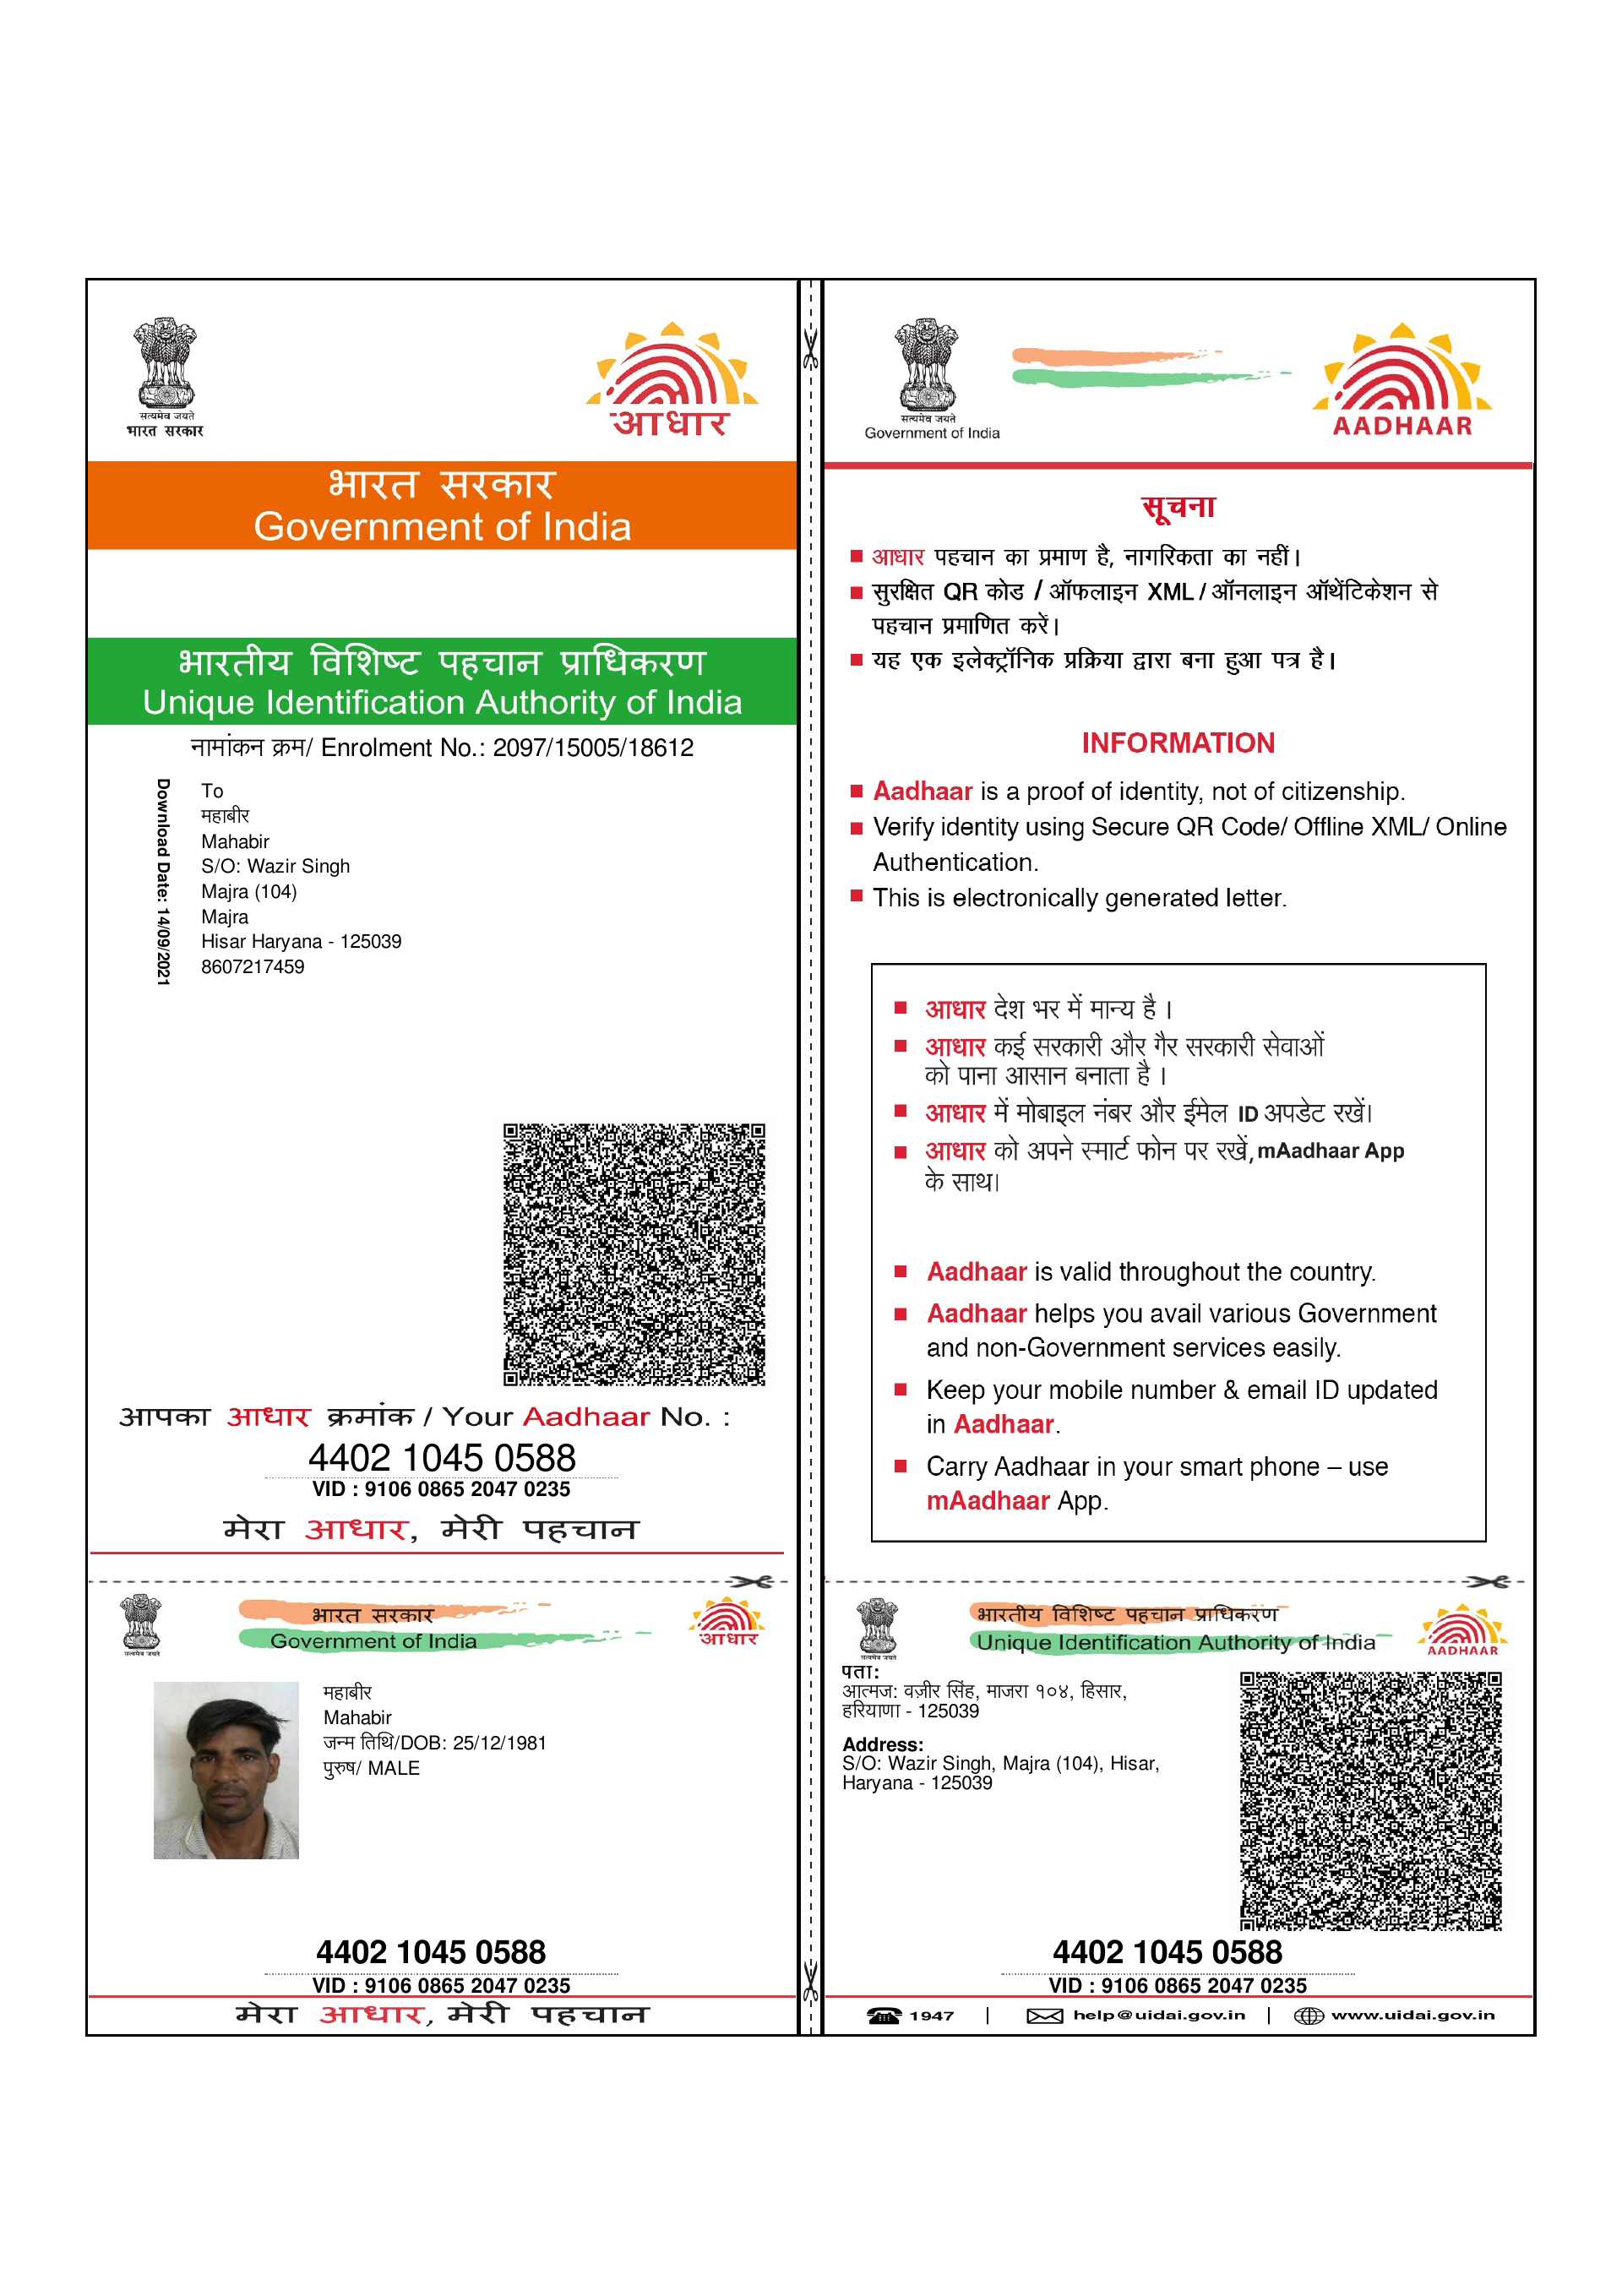 सत्यमेव जयते
भारत सरकार
आधार
भारत सरकार
Government of India
भारतीय विशिष्ट पहचान प्राधिकरण
Unique Identification Authority of India
नामांकन क्रम/ Enrolment No.: 2097/15005/18612
Download Date: 14/09/2021
To
महाबीर
Mahabir
S/O: Wazir Singh
Majra (104)
Majra
Hisar Haryana - 125039
8607217459
आपका आधार क्रमांक / Your Aadhaar No. :
4402 1045 0588
VID : 9106 0865 2047 0235
मेरा आधार, मेरी पहचान
सत्यमेव जयते
Government of India
AADHAAR
सूचना
आधार पहचान का प्रमाण है, नागरिकता का नहीं।
सुरक्षित QR कोड / ऑफलाइन XML / ऑनलाइन ऑथेंटिकेशन से
पहचान प्रमाणित करें।
यह एक इलेक्ट्रॉनिक प्रक्रिया द्वारा बना हुआ पत्र है।
INFORMATION
Aadhaar is a proof of identity, not of citizenship.
Verify identity using Secure QR Code/ Offline XML/ Online
Authentication.
This is electronically generated letter.
आधार देश भर में मान्य है ।
आधार कई सरकारी और गैर सरकारी सेवाओं
को पाना आसान बनाता है ।
आधार में मोबाइल नंबर और ईमेल ID अपडेट रखें।
आधार को अपने स्मार्ट फोन पर रखें, mAadhaar App
के साथ।
Aadhaar is valid throughout the country.
Aadhaar helps you avail various Government
and non-Government services easily.
Keep your mobile number & email ID updated
in Aadhaar.
Carry Aadhaar in your smart phone – use
mAadhaar App.
सत्यमेव जयते
भारत सरकार
Government of India
आधार
महाबीर
Mahabir
जन्म तिथि/DOB: 25/12/1981
पुरुष/ MALE
4402 1045 0588
VID : 9106 0865 2047 0235
मेरा आधार, मेरी पहचान
सत्यमेव जयते
भारतीय विशिष्ट पहचान प्राधिकरण
Unique Identification Authority of India
AADHAAR
पता:
आत्मज: वज़ीर सिंह, माजरा १०४, हिसार,
हरियाणा - 125039
Address:
S/O: Wazir Singh, Majra (104), Hisar,
Haryana - 125039
4402 1045 0588
VID : 9106 0865 2047 0235
1947 | help@uidai.gov.in | www.uidai.gov.in